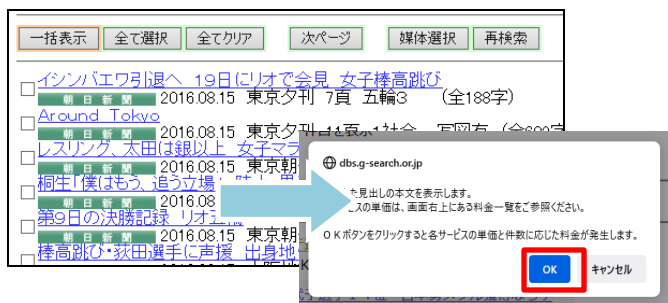 一括表示 全て選択 全てクリア 次ページ 媒体選択 再検索
イシンバエワ引退へ 19日にリオで会見 女子棒高跳び
朝日新聞 2016.08.15 東京夕刊 7頁 五輪3 (全188字)
Around Tokyo
朝日新聞 2016.08.15 東京夕刊
レスリング、太田は銀以上 女子マラ
朝日新聞 2016.08.15 東京朝
桐生「僕はもう、追う立場
朝日新聞 2016.08
第9日の決勝記録 リオ五輪
朝日新聞 2016.08.15 東京朝
棒高跳び・荻田選手に声援 出身地
dbs.g-search.or.jp
た見出しの本文を表示します。
スの単価は、画面右上にある料金一覧をご参照ください。
OKボタンをクリックすると各サービスの単価と件数に応じた料金が発生します。
OK キャンセル